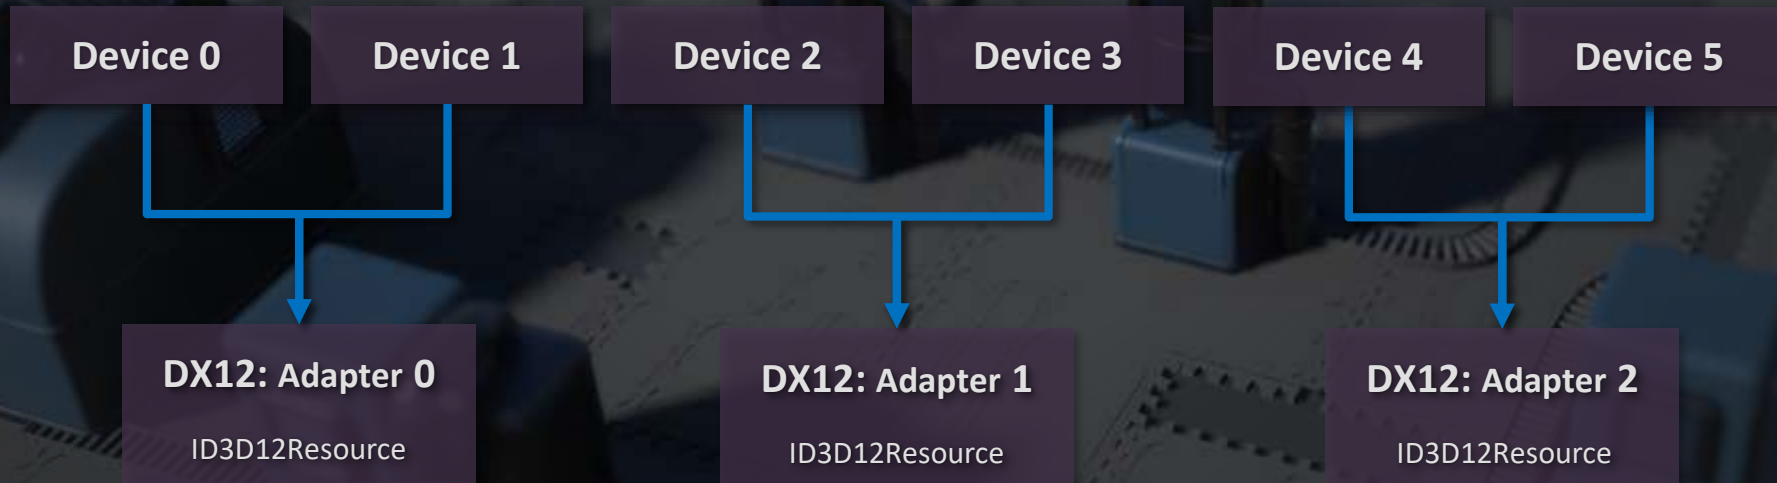 Device 0
Device 1
Device 2
Device 3
Device 4
Device 5
DX12: Adapter 0
ID3D12Resource
DX12: Adapter 1
ID3D12Resource
DX12: Adapter 2
ID3D12Resource